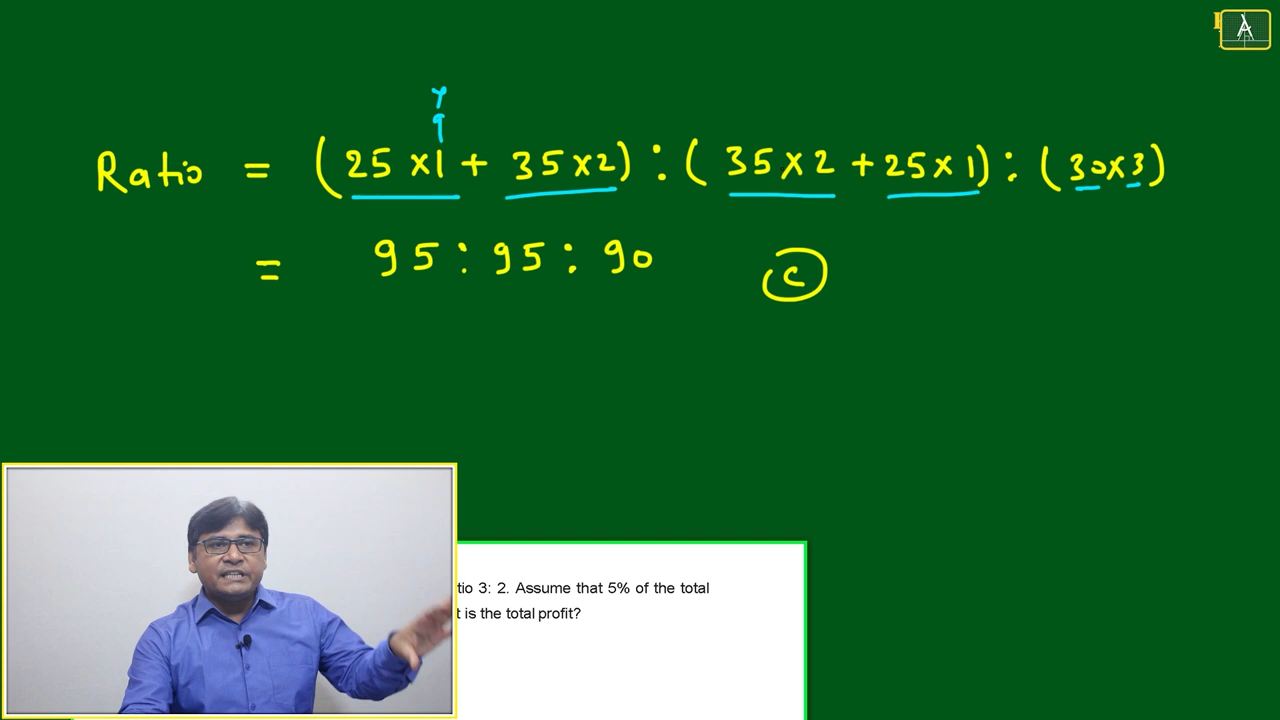 Y
9
Ratio = (25 x 1 + 35 x 2) : (35 x 2 + 25 x 1) : (30 x 3)
= 95 : 95 : 90 (c)
tio 3: 2. Assume that 5% of the total
t is the total profit?